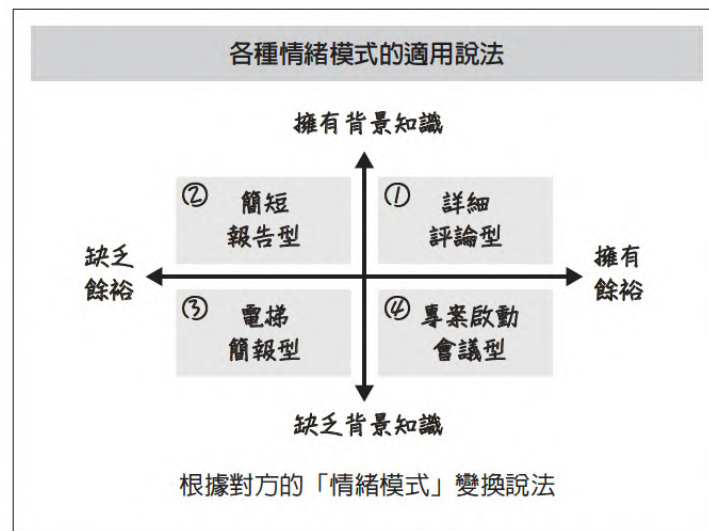 各種情緒模式的適用說法
擁有背景知識
② 簡短
報告型
① 詳細
評論型
缺乏
餘裕
擁有
餘裕
③ 電梯
簡報型
④ 專案啟動
會議型
缺乏背景知識
根據對方的「情緒模式」變換說法